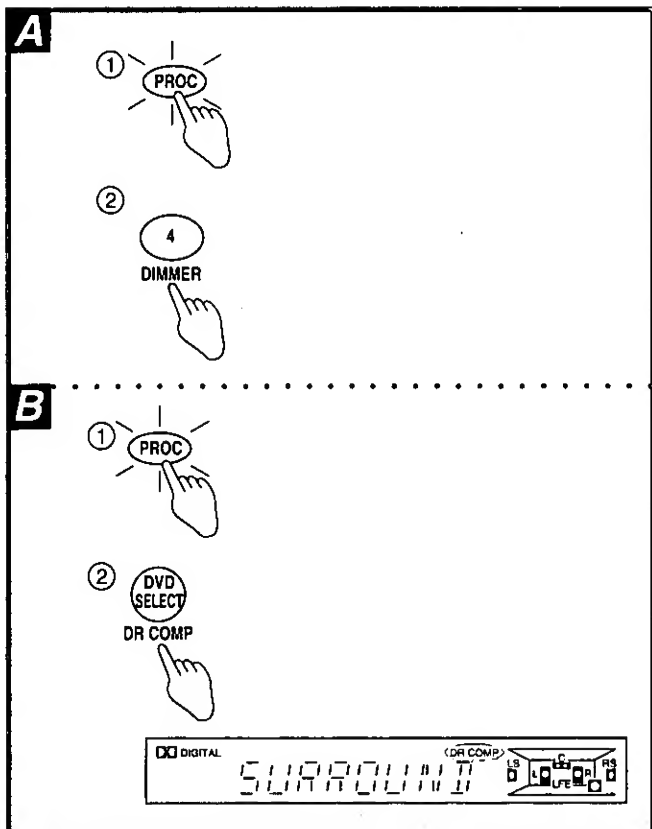 A
① PROC
② 4
DIMMER
B
① PROC
② DVD
SELECT
DR COMP
DIGITAL DR COMP
SURROUND
LS L C R RS
LFE